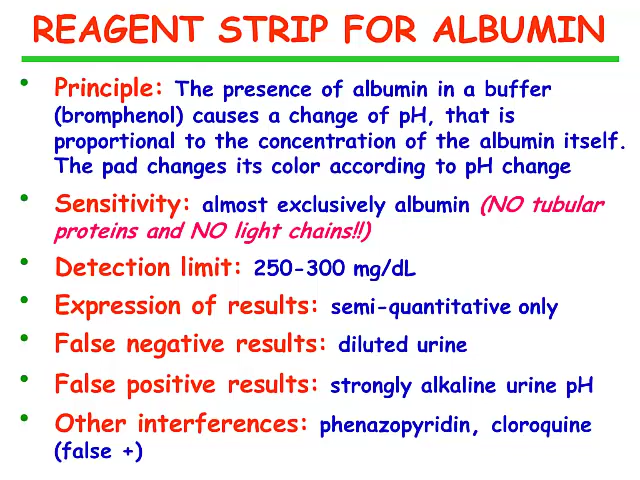 REAGENT STRIP FOR ALBUMIN
• Principle: The presence of albumin in a buffer
(bromphenol) causes a change of pH, that is
proportional to the concentration of the albumin itself.
The pad changes its color according to pH change
• Sensitivity: almost exclusively albumin (NO tubular
proteins and NO light chains!!)
• Detection limit: 250-300 mg/dL
• Expression of results: semi-quantitative only
• False negative results: diluted urine
• False positive results: strongly alkaline urine pH
• Other interferences: phenazopyridin, cloroquine
(false +)